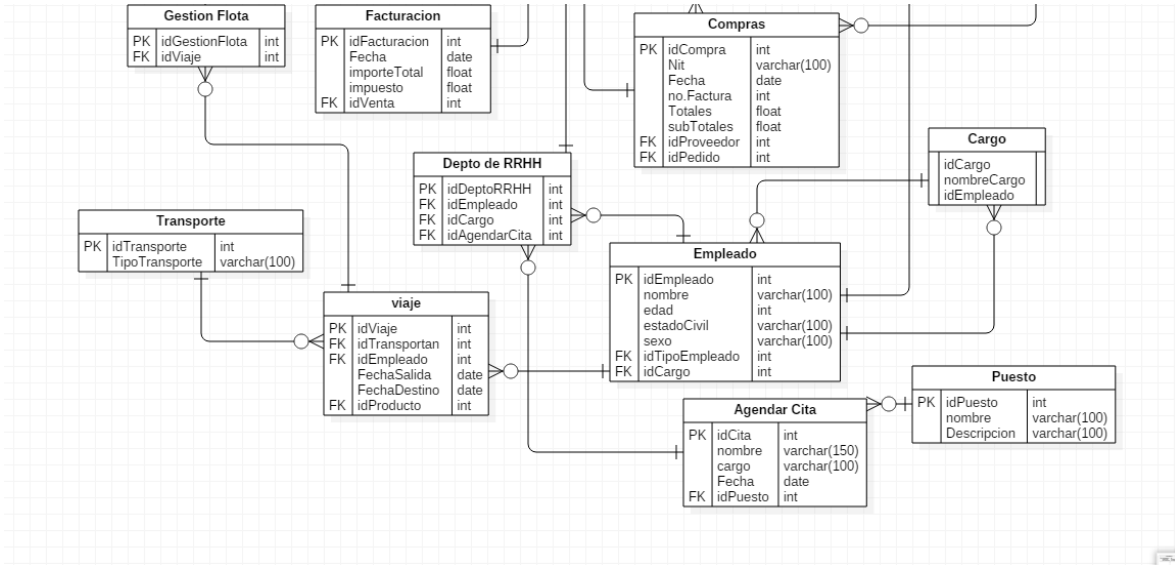 Gestion Flota
PK idGestionFlota int
FK idViaje int
Facturacion
PK idFacturacion int
Fecha date
importeTotal float
impuesto float
FK idVenta int
Compras
PK idCompra int
Nit varchar(100)
Fecha date
no.Factura int
Totales float
subTotales float
FK idProveedor int
FK idPedido int
Cargo
idCargo
nombreCargo
idEmpleado
Depto de RRHH
PK idDeptoRRHH int
FK idEmpleado int
FK idCargo int
FK idAgendarCita int
Transporte
PK idTransporte int
TipoTransporte varchar(100)
Empleado
PK idEmpleado int
nombre varchar(100)
edad int
estadoCivil varchar(100)
sexo varchar(100)
FK idTipoEmpleado int
FK idCargo int
viaje
PK idViaje int
FK idTransportan int
FK idEmpleado int
FechaSalida date
FechaDestino date
FK idProducto int
Puesto
PK idPuesto int
nombre varchar(100)
Descripcion varchar(100)
Agendar Cita
PK idCita int
nombre varchar(150)
cargo varchar(100)
Fecha date
FK idPuesto int